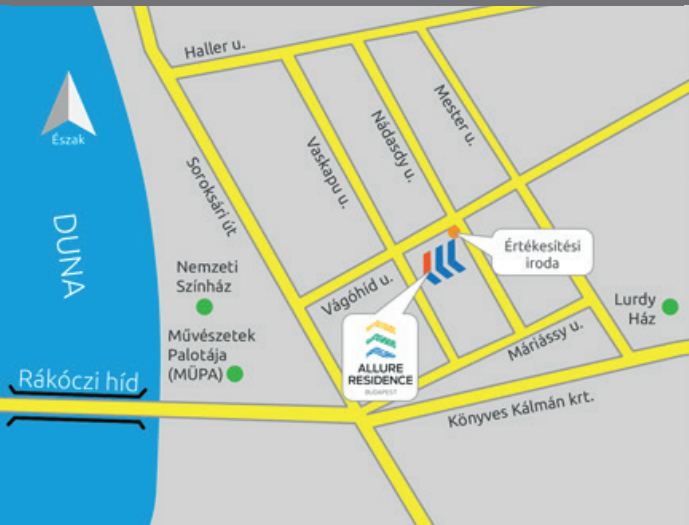 Haller u.
Észak
Mester u.
Nádasdy u.
Vaskapu u.
Soroksári út
DUNA
Értékesítési
iroda
Nemzeti
Színház
Vágóhíd u.
Lurdy
Ház
Művészetek
Palotája
(MÜPA)
Máriássy u.
ALLURE
RESIDENCE
BUDAPEST
Rákóczi híd
Könyves Kálmán krt.